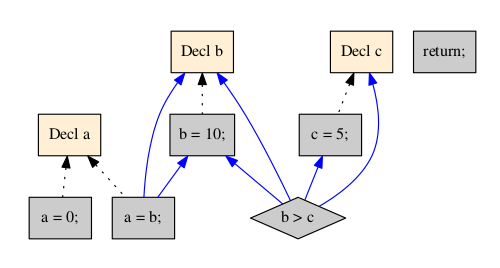 Decl b
Decl c
return;
Decl a
b = 10;
c = 5;
a = 0;
a = b;
b > c